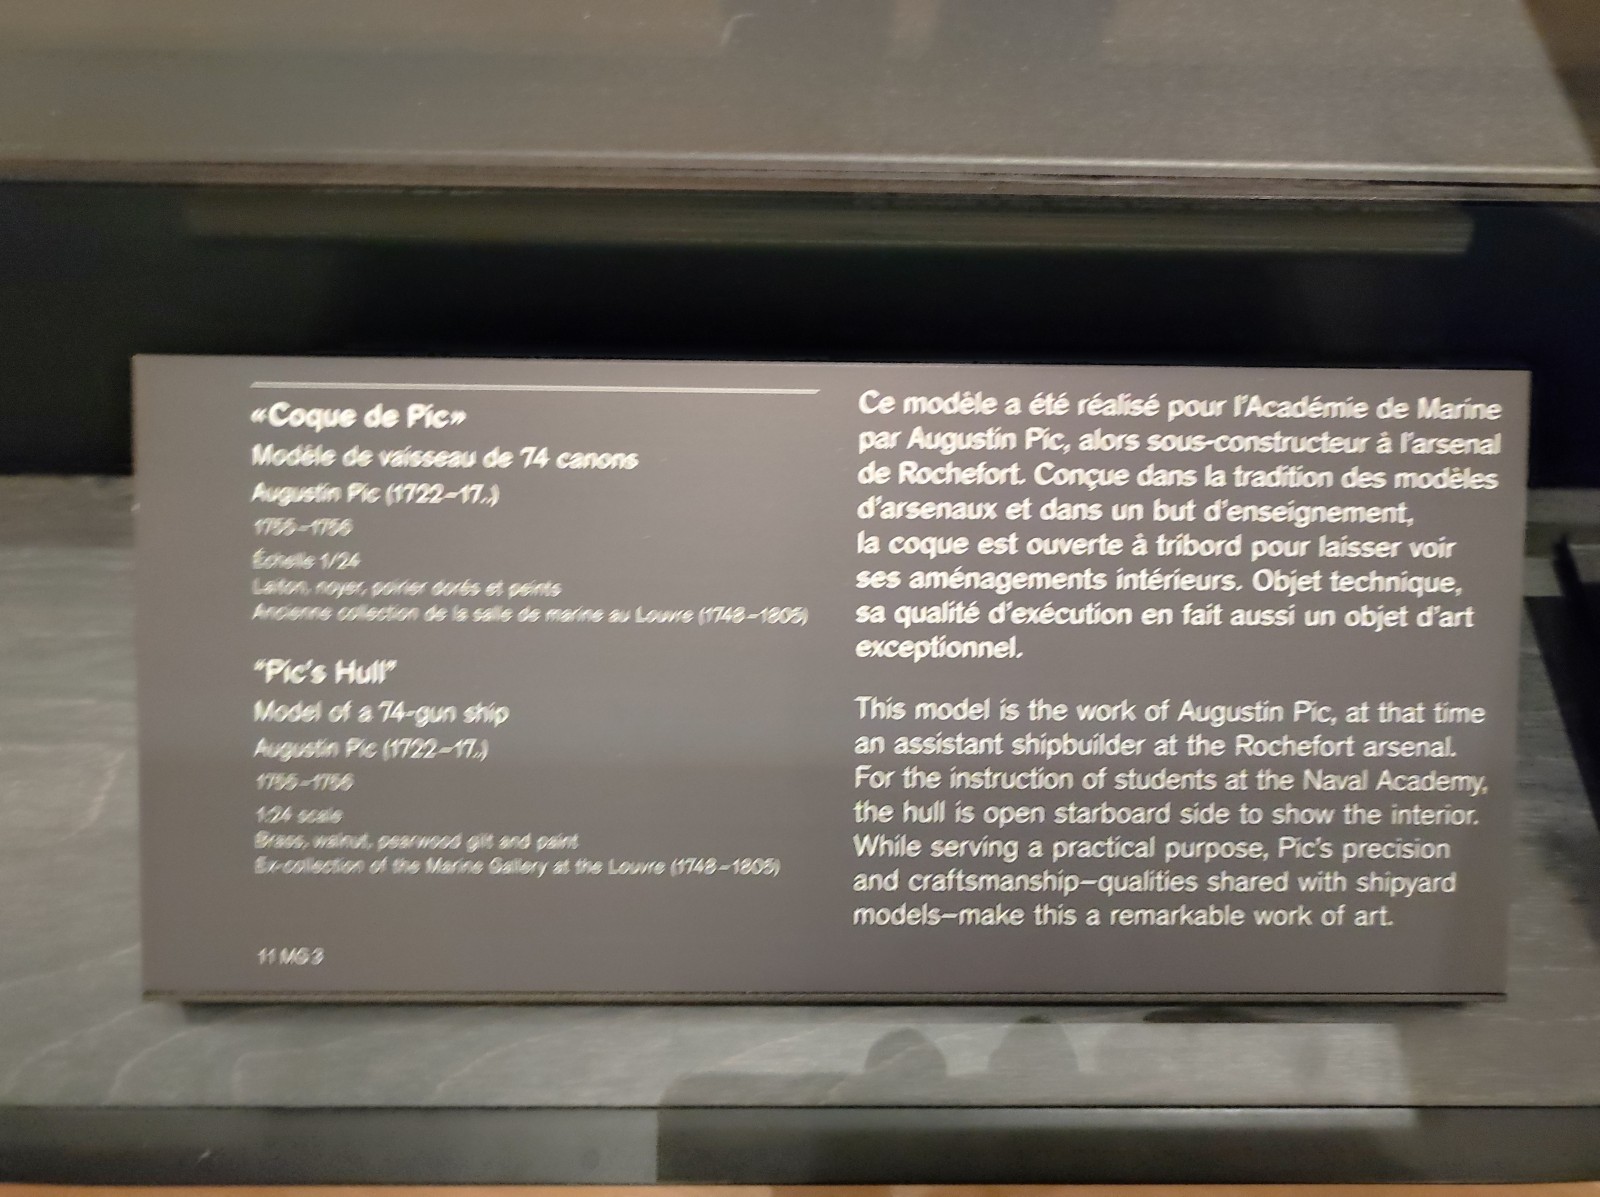 «Coque de Pic»
Modèle de vaisseau de 74 canons
Augustin Pic (1722–17..)
1755–1756
Échelle 1/24
Laiton, noyer, poirier dorés et peints
Ancienne collection de la salle de marine au Louvre (1748–1805)
“Pic’s Hull”
Model of a 74-gun ship
Augustin Pic (1722–17..)
1755–1756
1:24 scale
Brass, walnut, pearwood gilt and paint
Ex-collection of the Marine Gallery at the Louvre (1748–1805)
11 MG 3
Ce modèle a été réalisé pour l’Académie de Marine
par Augustin Pic, alors sous-constructeur à l’arsenal
de Rochefort. Conçue dans la tradition des modèles
d’arsenaux et dans un but d’enseignement,
la coque est ouverte à tribord pour laisser voir
ses aménagements intérieurs. Objet technique,
sa qualité d’exécution en fait aussi un objet d’art
exceptionnel.
This model is the work of Augustin Pic, at that time
an assistant shipbuilder at the Rochefort arsenal.
For the instruction of students at the Naval Academy,
the hull is open starboard side to show the interior.
While serving a practical purpose, Pic’s precision
and craftsmanship–qualities shared with shipyard
models–make this a remarkable work of art.